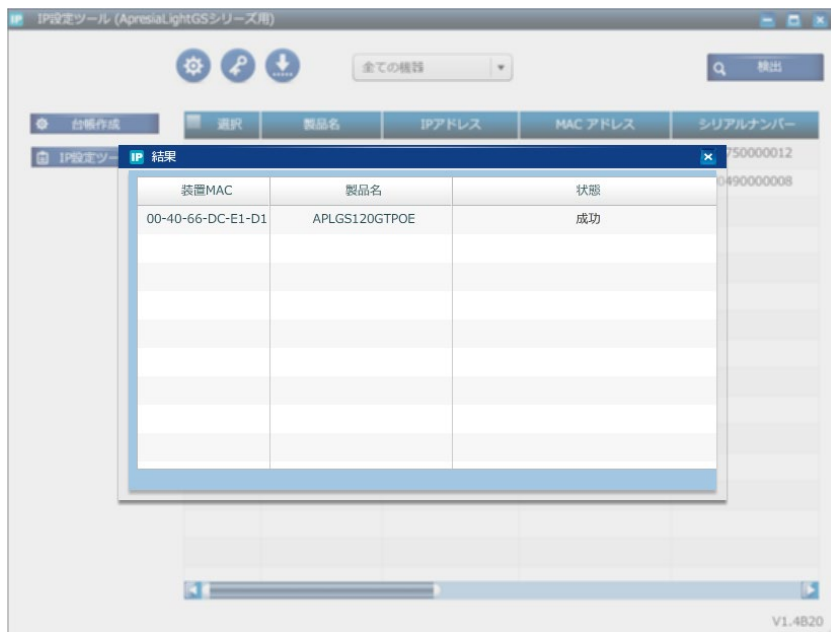 IP IP設定ツール (ApresiaLightGSシリーズ用)
全ての機器
検出
台帳作成
選択 製品名 IPアドレス MAC アドレス シリアルナンバー
IP設定ツー
750000012
0490000008
IP 結果
装置MAC 製品名 状態
00-40-66-DC-E1-D1 APLGS120GTPOE 成功
V1.4B20